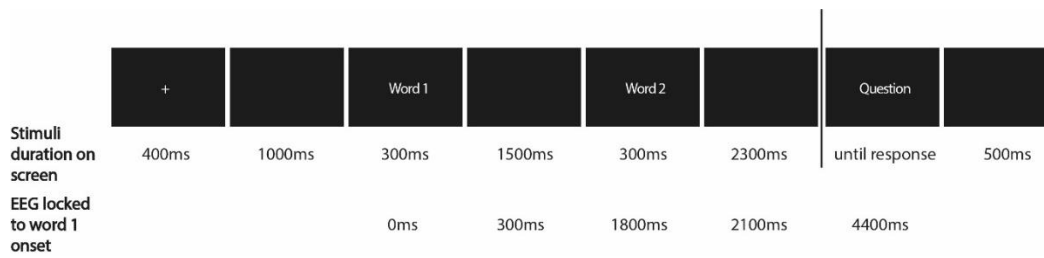 + Word 1 Word 2 Question
Stimuli
duration on 400ms 1000ms 300ms 1500ms 300ms 2300ms until response 500ms
screen
EEG locked
to word 1 0ms 300ms 1800ms 2100ms 4400ms
onset